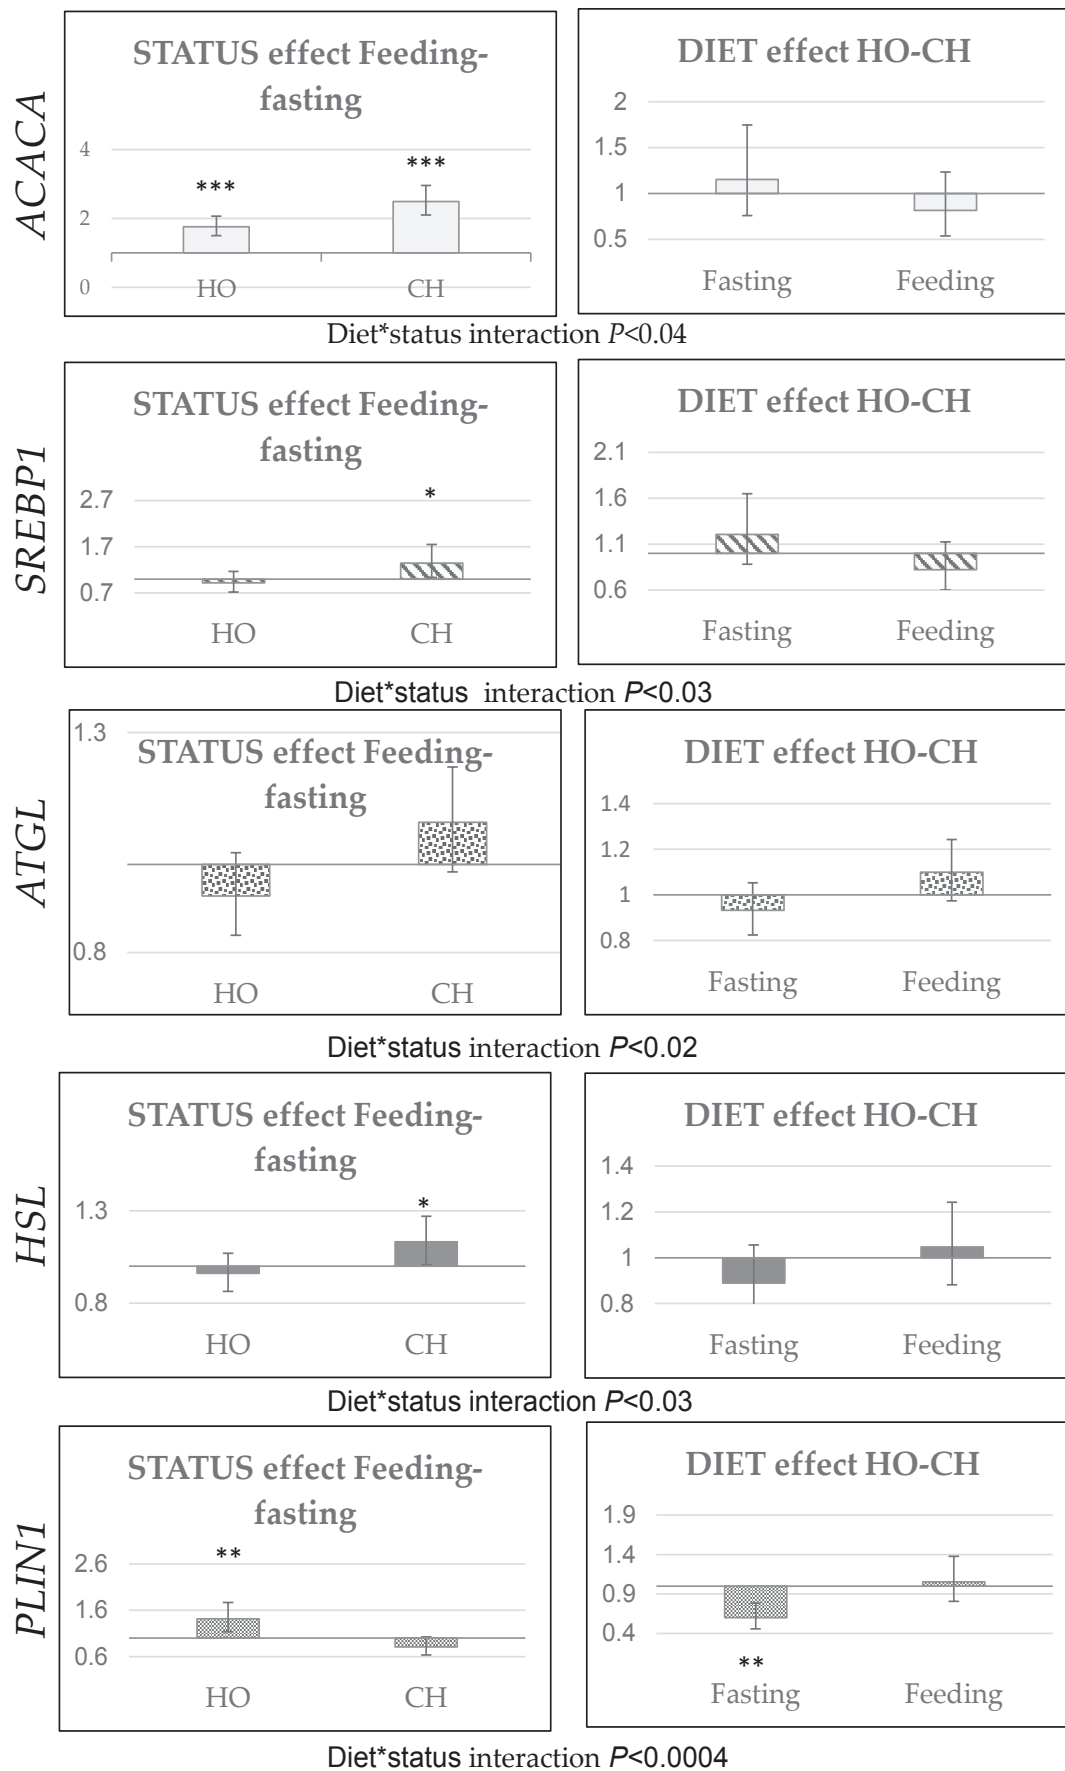 ACACA
STATUS effect Feeding-
fasting
4
2
0
***
***
HO CH
DIET effect HO-CH
2
1.5
1
0.5
Fasting Feeding
Diet*status interaction P<0.04
SREBP1
STATUS effect Feeding-
fasting
2.7
1.7
0.7
*
HO CH
DIET effect HO-CH
2.1
1.6
1.1
0.6
Fasting Feeding
Diet*status interaction P<0.03
ATGL
STATUS effect Feeding-
fasting
1.3
0.8
HO CH
DIET effect HO-CH
1.4
1.2
1
0.8
Fasting Feeding
Diet*status interaction P<0.02
HSL
STATUS effect Feeding-
fasting
1.3
0.8
*
HO CH
DIET effect HO-CH
1.4
1.2
1
0.8
Fasting Feeding
Diet*status interaction P<0.03
PLIN1
STATUS effect Feeding-
fasting
**
2.6
1.6
0.6
HO CH
DIET effect HO-CH
1.9
1.4
0.9
0.4
**
Fasting Feeding
Diet*status interaction P<0.0004